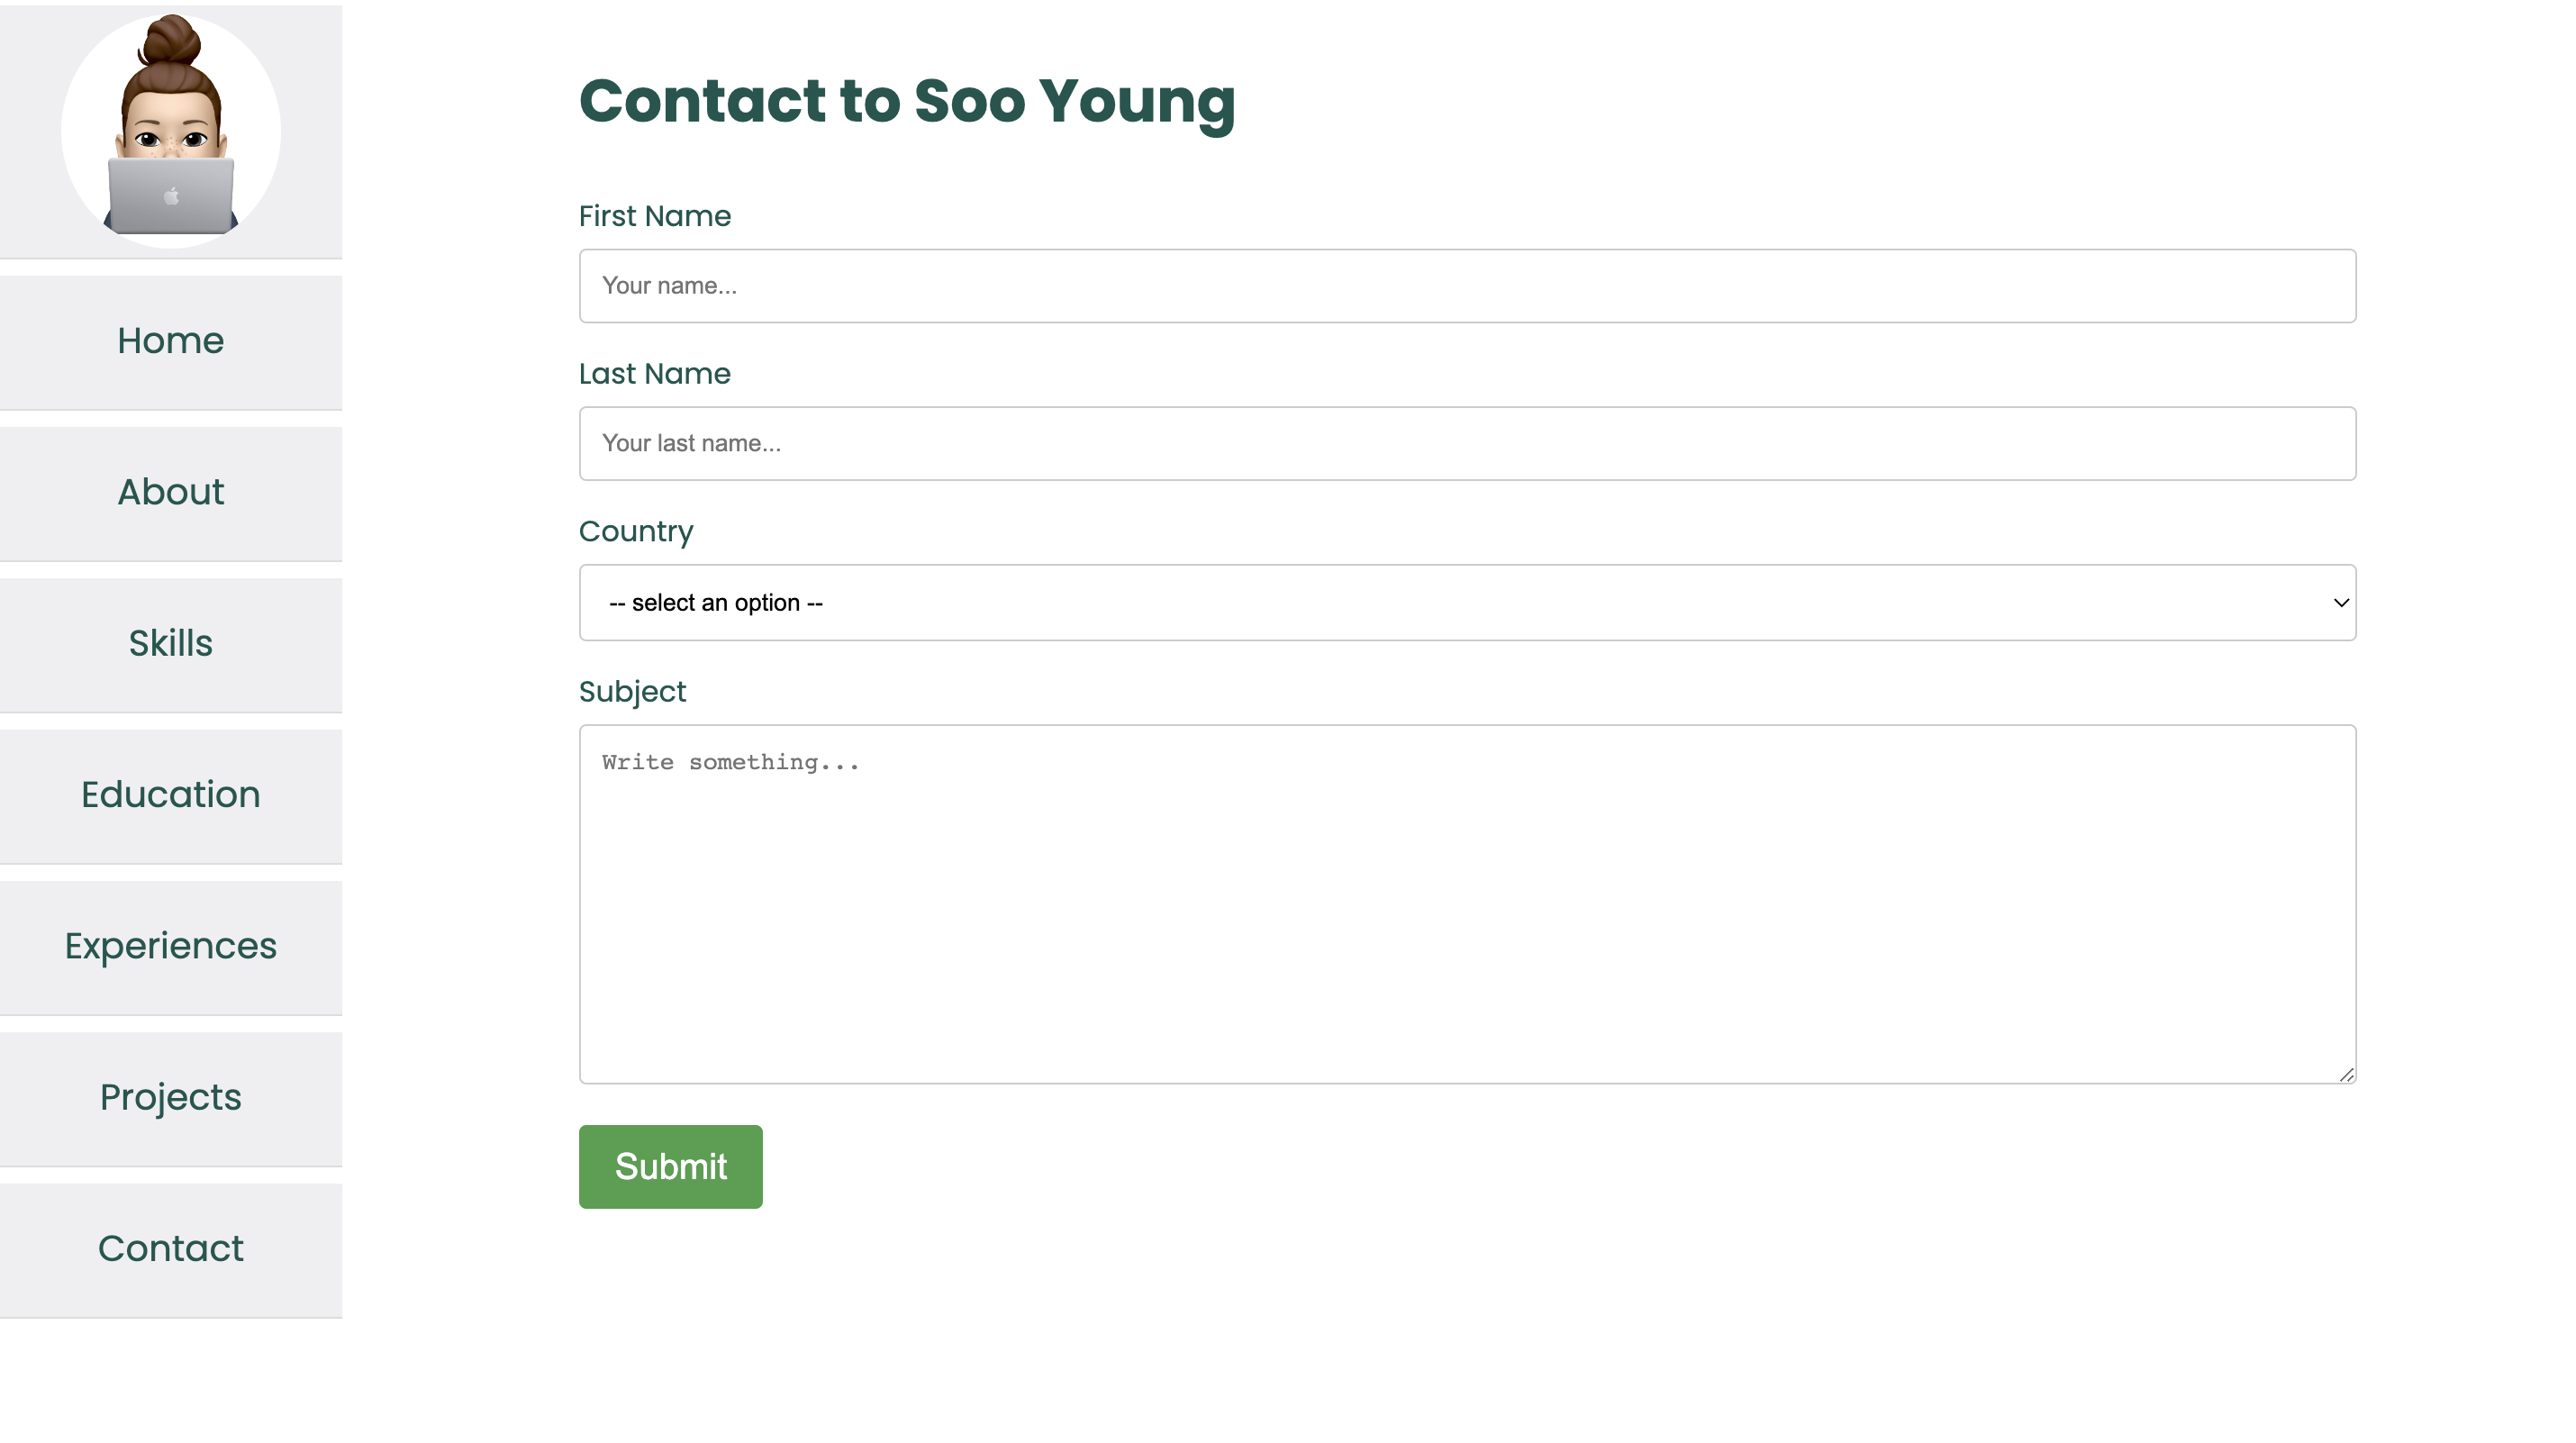 Home
About
Skills
Education
Experiences
Projects
Contact
Contact to Soo Young
First Name
Your name...
Last Name
Your last name...
Country
-- select an option --
Subject
Write something...
Submit